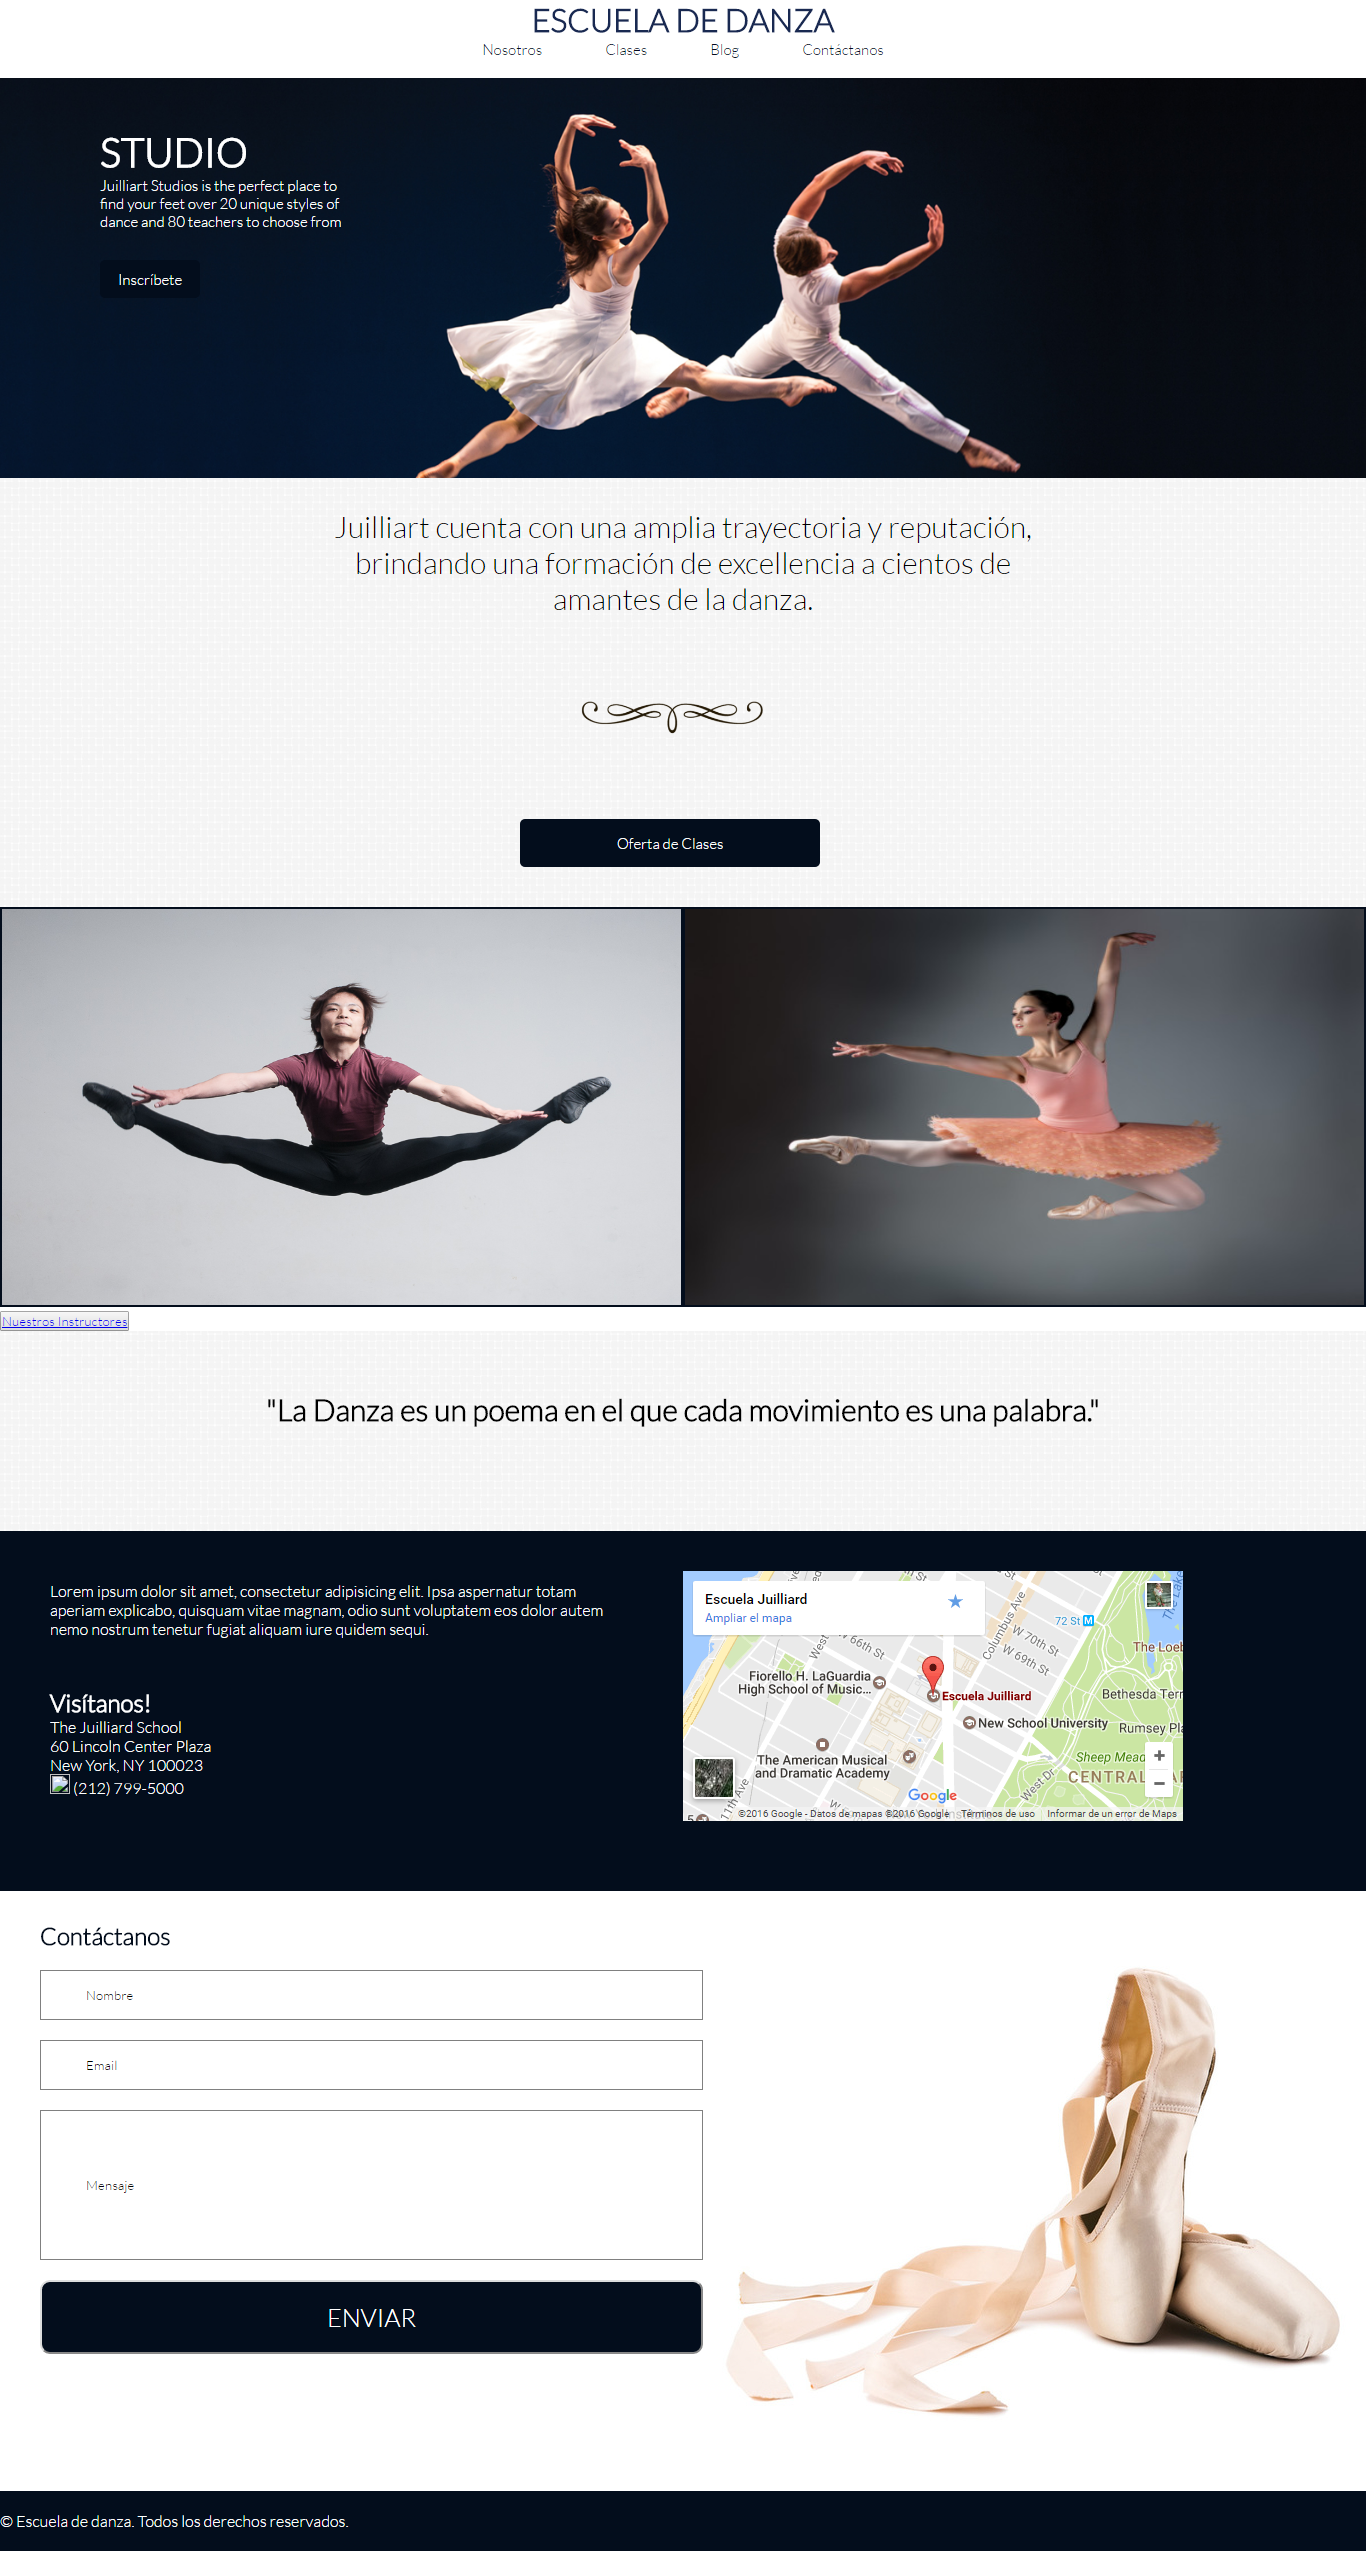 ESCUELA DE DANZA
Nosotros Clases Blog Contáctanos
STUDIO
Juilliart Studios is the perfect place to
find your feet over 20 unique styles of
dance and 80 teachers to choose from
Inscríbete
Juilliart cuenta con una amplia trayectoria y reputación,
brindando una formación de excellencia a cientos de
amantes de la danza.
Oferta de Clases
Nuestros Instructores
"La Danza es un poema en el que cada movimiento es una palabra."
Lorem ipsum dolor sit amet, consectetur adipisicing elit. Ipsa aspernatur totam
aperiam explicabo, quisquam vitae magnam, odio sunt voluptatem eos dolor autem
nemo nostrum tenetur fugiat aliquam iure quidem sequi.
Visítanos!
The Juilliard School
60 Lincoln Center Plaza
New York, NY 100023
(212) 799-5000
Escuela Juilliard
Ampliar el mapa
Columbus Ave
72 St M
The Lake
West
W 66th St
W 70th St
W 69th St
The Loeb
Fiorello H. LaGuardia
High School of Music...
Escuela Juilliard
Bethesda Terr
New School University
Rumsey Pla
The American Musical
and Dramatic Academy
Sheep Mead
West Dr
CENTRAL PAR
11th Ave
W
Google
5
©2016 Google - Datos de mapas ©2016 Google Términos de uso Informar de un error de Maps
Contáctanos
Nombre
Email
Mensaje
ENVIAR
© Escuela de danza. Todos los derechos reservados.